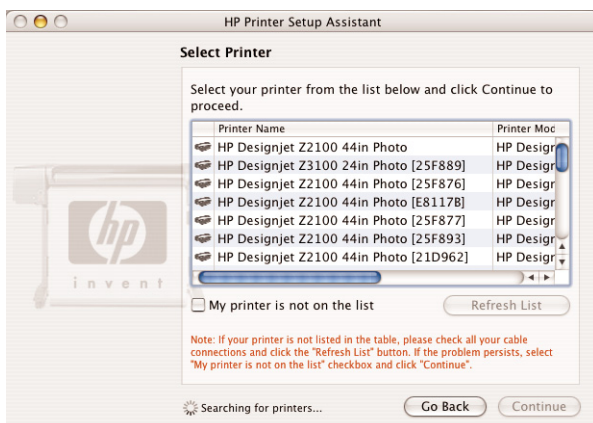 HP Printer Setup Assistant
Select Printer
Select your printer from the list below and click Continue to
proceed.
Printer Name Printer Mod
HP Designjet Z2100 44in Photo HP Design
HP Designjet Z3100 24in Photo [25F889] HP Design
HP Designjet Z2100 44in Photo [25F876] HP Design
HP Designjet Z2100 44in Photo [E8117B] HP Design
HP Designjet Z2100 44in Photo [25F877] HP Design
HP Designjet Z2100 44in Photo [25F893] HP Design
HP Designjet Z2100 44in Photo [21D962] HP Design
hp
invent
My printer is not on the list Refresh List
Note: If your printer is not listed in the table, please check all your cable
connections and click the "Refresh List" button. If the problem persists, select
"My printer is not on the list" checkbox and click "Continue".
Searching for printers... Go Back Continue